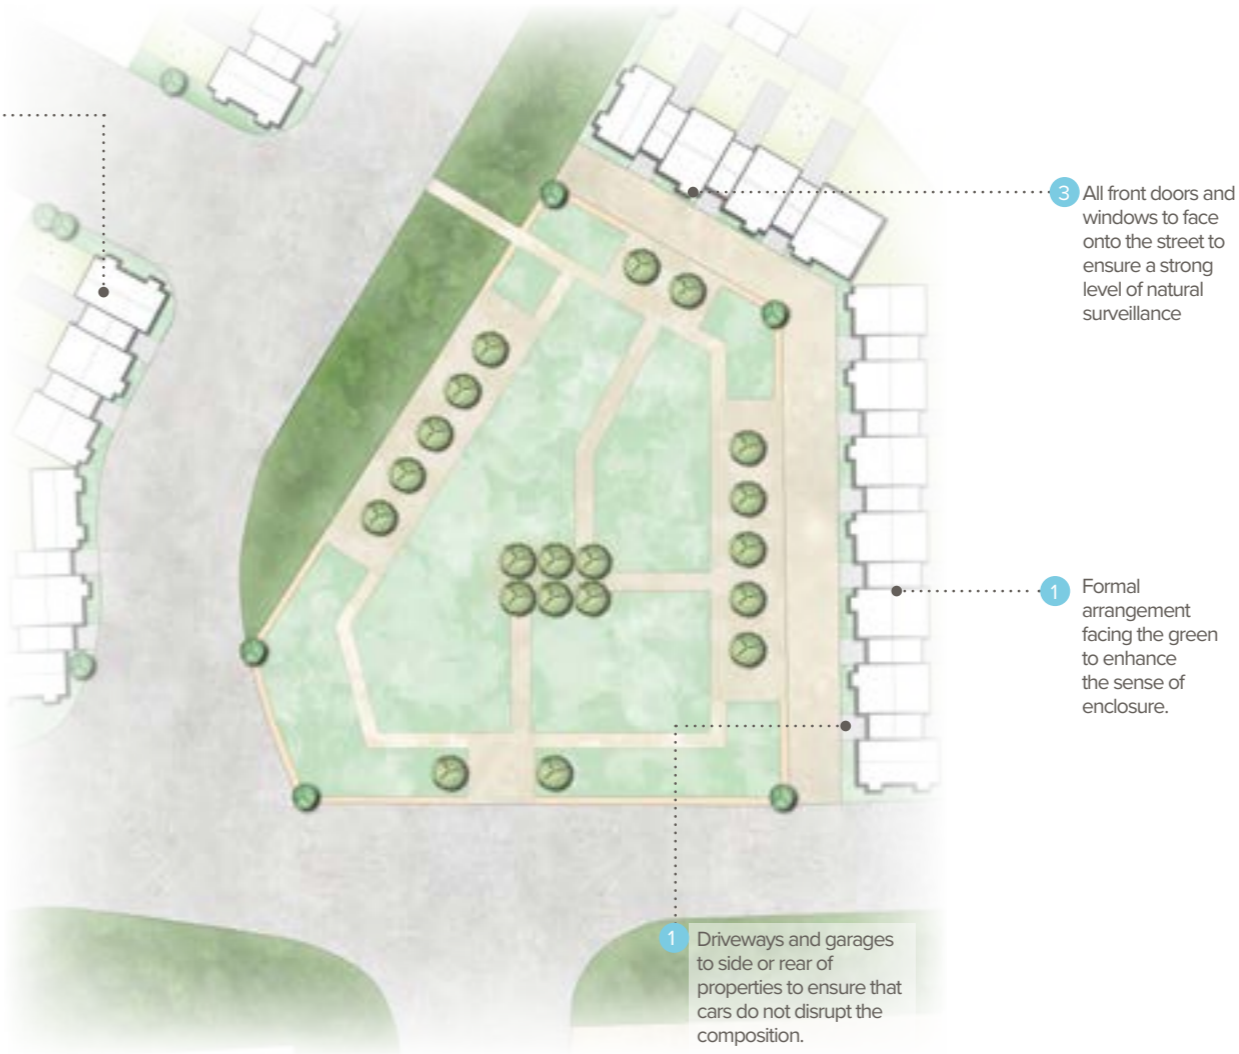 3 All front doors and
windows to face
onto the street to
ensure a strong
level of natural
surveillance
1 Formal
arrangement
facing the green
to enhance
the sense of
enclosure.
1 Driveways and garages
to side or rear of
properties to ensure that
cars do not disrupt the
composition.